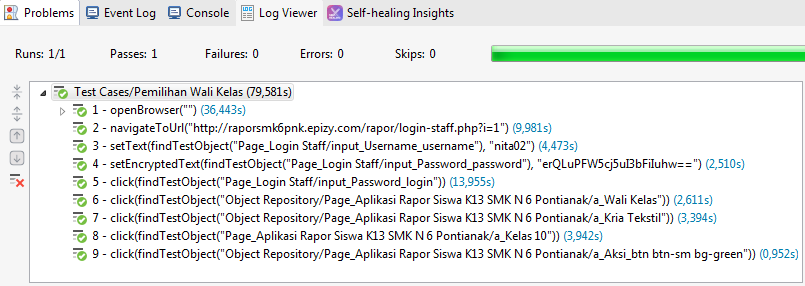 Problems Event Log Console Log Viewer Self-healing Insights
Runs: 1/1 Passes: 1 Failures: 0 Errors: 0 Skips: 0
Test Cases/Pemilihan Wali Kelas (79,581s)
1 - openBrowser("") (36,443s)
2 - navigateToUrl("http://raporsmk6pnk.epizy.com/rapor/login-staff.php?i=1") (9,981s)
3 - setText(findTestObject("Page_Login Staff/input_Username_username"), "nita02") (4,473s)
4 - setEncryptedText(findTestObject("Page_Login Staff/input_Password_password"), "erQLuPFW5cj5uI3bFiIuhw==") (2,510s)
5 - click(findTestObject("Page_Login Staff/input_Password_login")) (13,955s)
6 - click(findTestObject("Object Repository/Page_Aplikasi Rapor Siswa K13 SMK N 6 Pontianak/a_Wali Kelas")) (2,611s)
7 - click(findTestObject("Object Repository/Page_Aplikasi Rapor Siswa K13 SMK N 6 Pontianak/a_Kria Tekstil")) (3,394s)
8 - click(findTestObject("Page_Aplikasi Rapor Siswa K13 SMK N 6 Pontianak/a_Kelas 10")) (3,942s)
9 - click(findTestObject("Object Repository/Page_Aplikasi Rapor Siswa K13 SMK N 6 Pontianak/a_Aksi_btn btn-sm bg-green")) (0,952s)